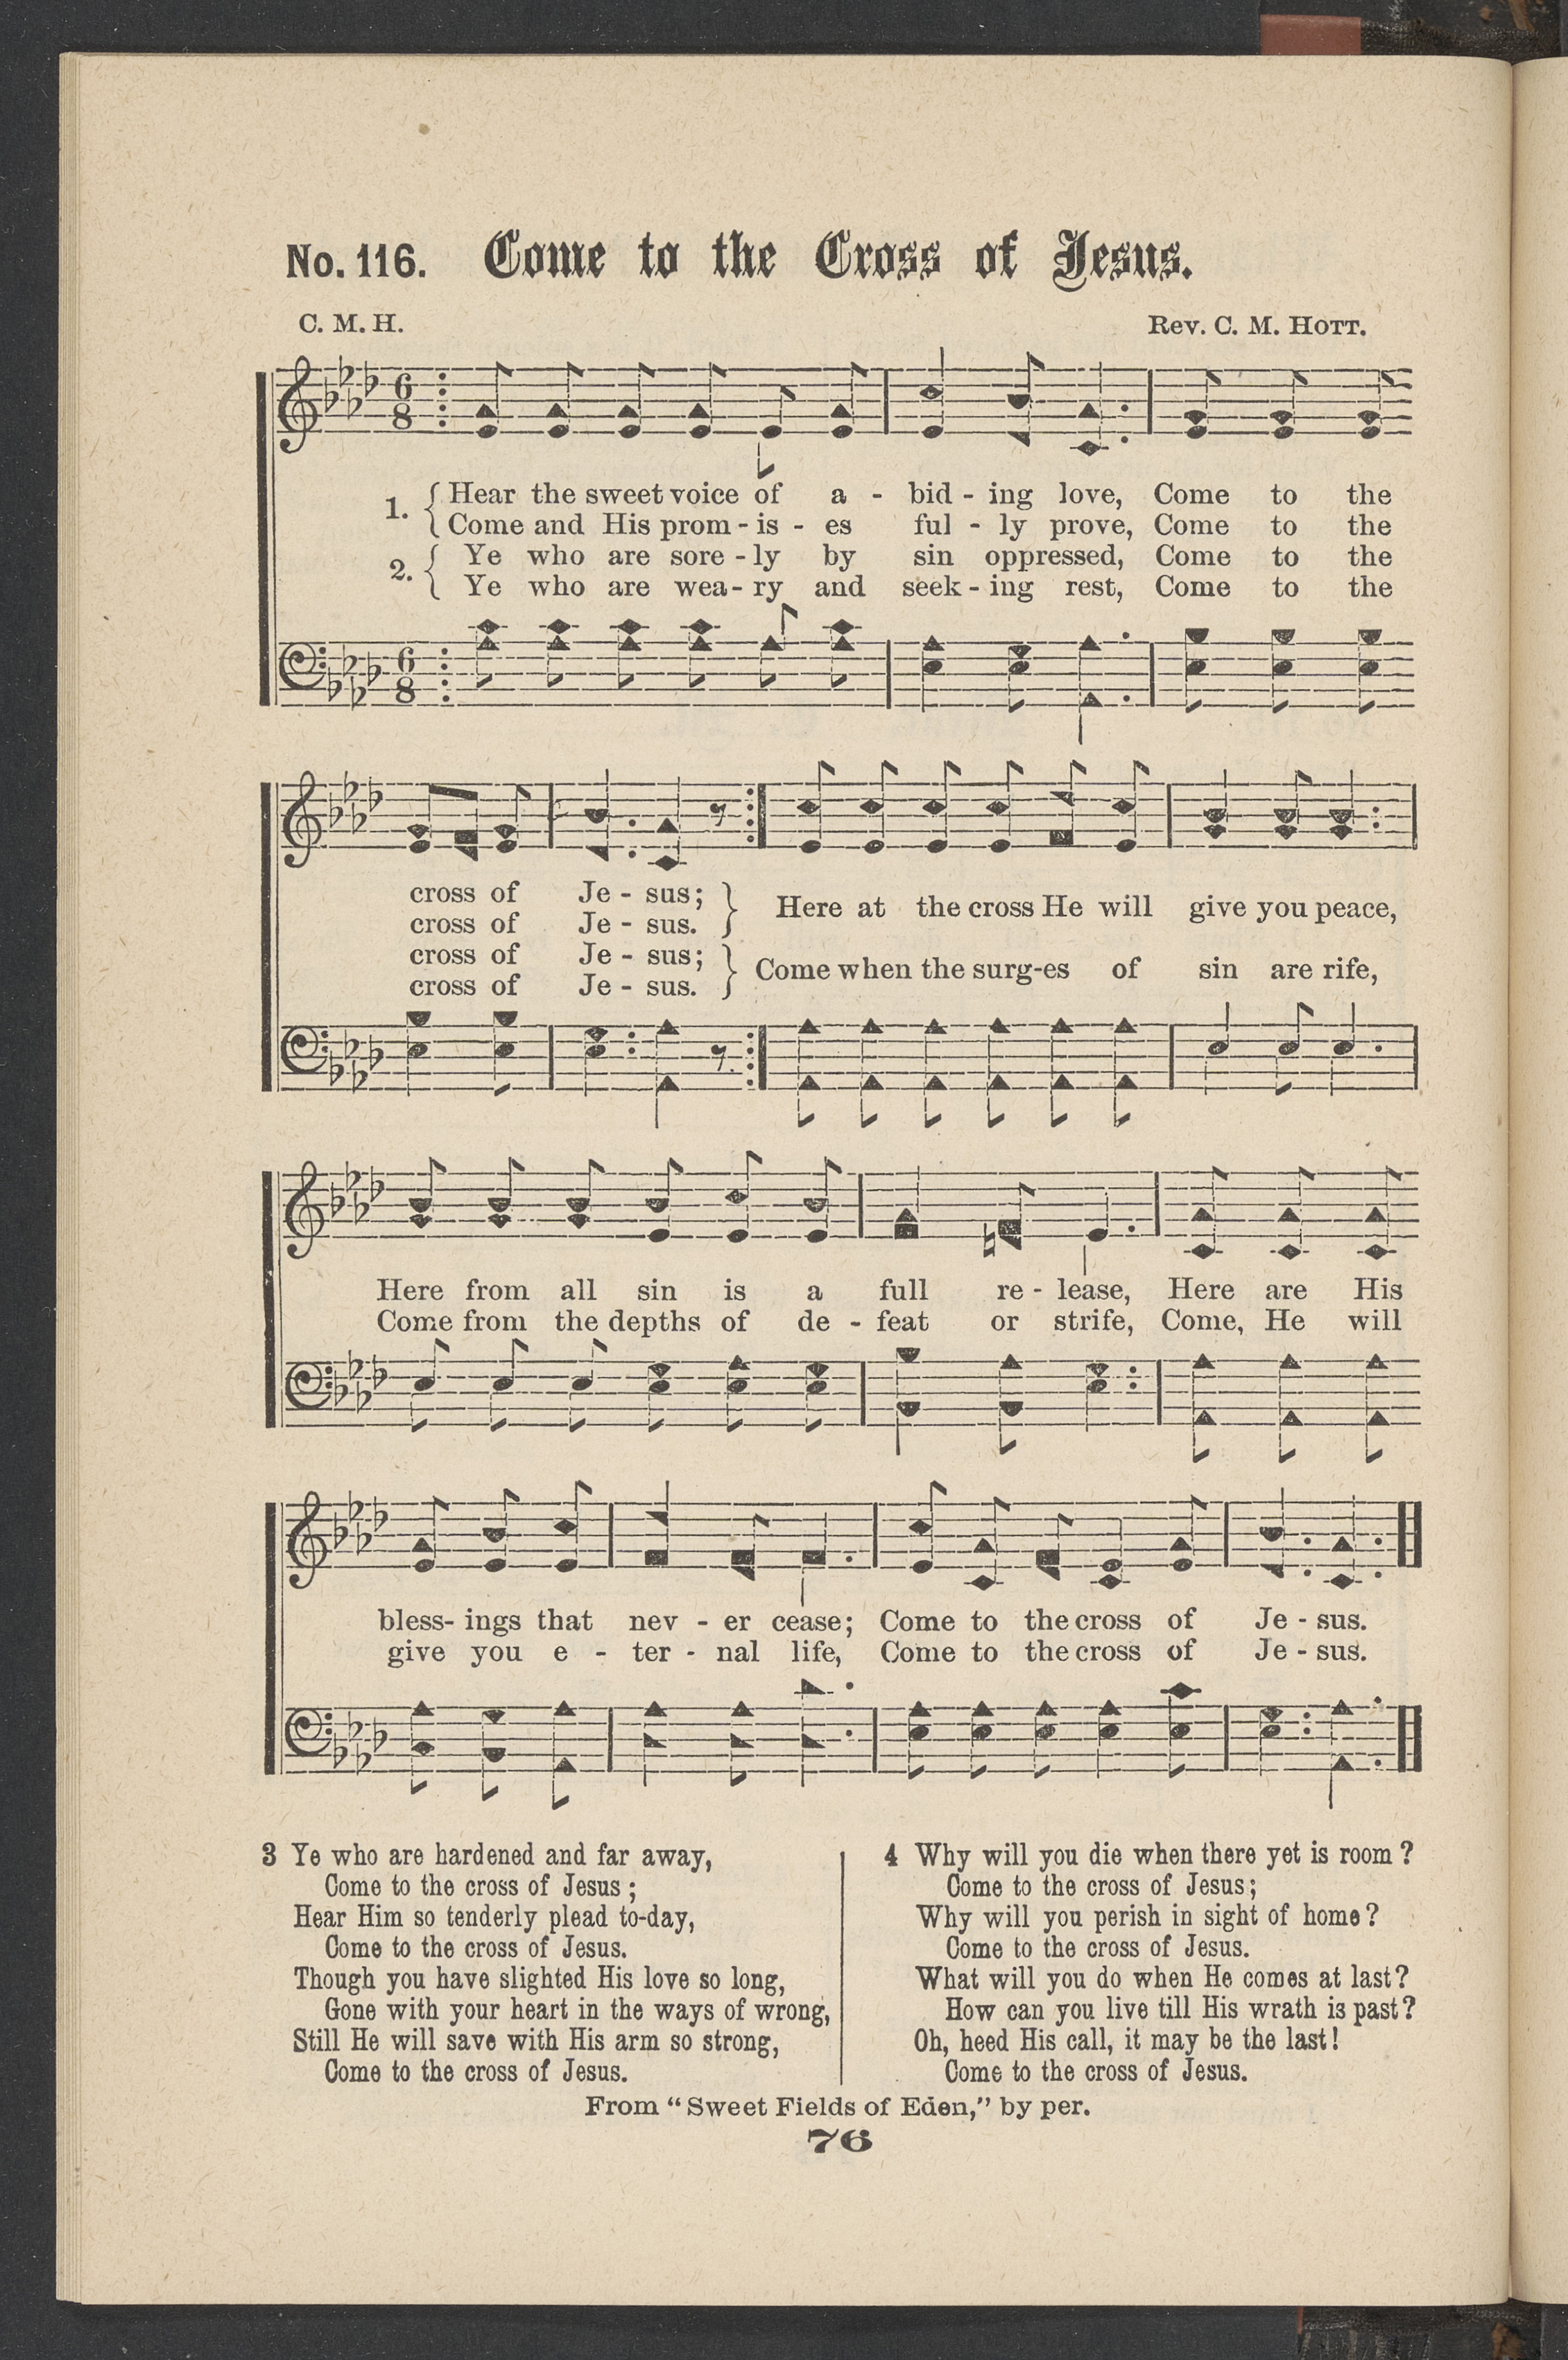 No. 116. Come to the Cross of Jesus.
C. M. H. Rev. C. M. HOTT.
6 8
1. { Hear the sweet voice of a - bid - ing love, Come to the
Come and His prom - is - es ful - ly prove, Come to the
2. { Ye who are sore - ly by sin oppressed, Come to the
Ye who are wea - ry and seek - ing rest, Come to the
6 8
cross of Je - sus; } Here at the cross He will give you peace,
cross of Je - sus.
cross of Je - sus; } Come when the surg-es of sin are rife,
cross of Je - sus.
Here from all sin is a full re - lease, Here are His
Come from the depths of de - feat or strife, Come, He will
bless- ings that nev - er cease; Come to the cross of Je - sus.
give you e - ter - nal life, Come to the cross of Je - sus.
3 Ye who are hardened and far away,
Come to the cross of Jesus;
Hear Him so tenderly plead to-day,
Come to the cross of Jesus.
Though you have slighted His love so long,
Gone with your heart in the ways of wrong,
Still He will save with His arm so strong,
Come to the cross of Jesus.
4 Why will you die when there yet is room?
Come to the cross of Jesus;
Why will you perish in sight of home?
Come to the cross of Jesus.
What will you do when He comes at last?
How can you live till His wrath is past?
Oh, heed His call, it may be the last!
Come to the cross of Jesus.
From "Sweet Fields of Eden," by per.
76